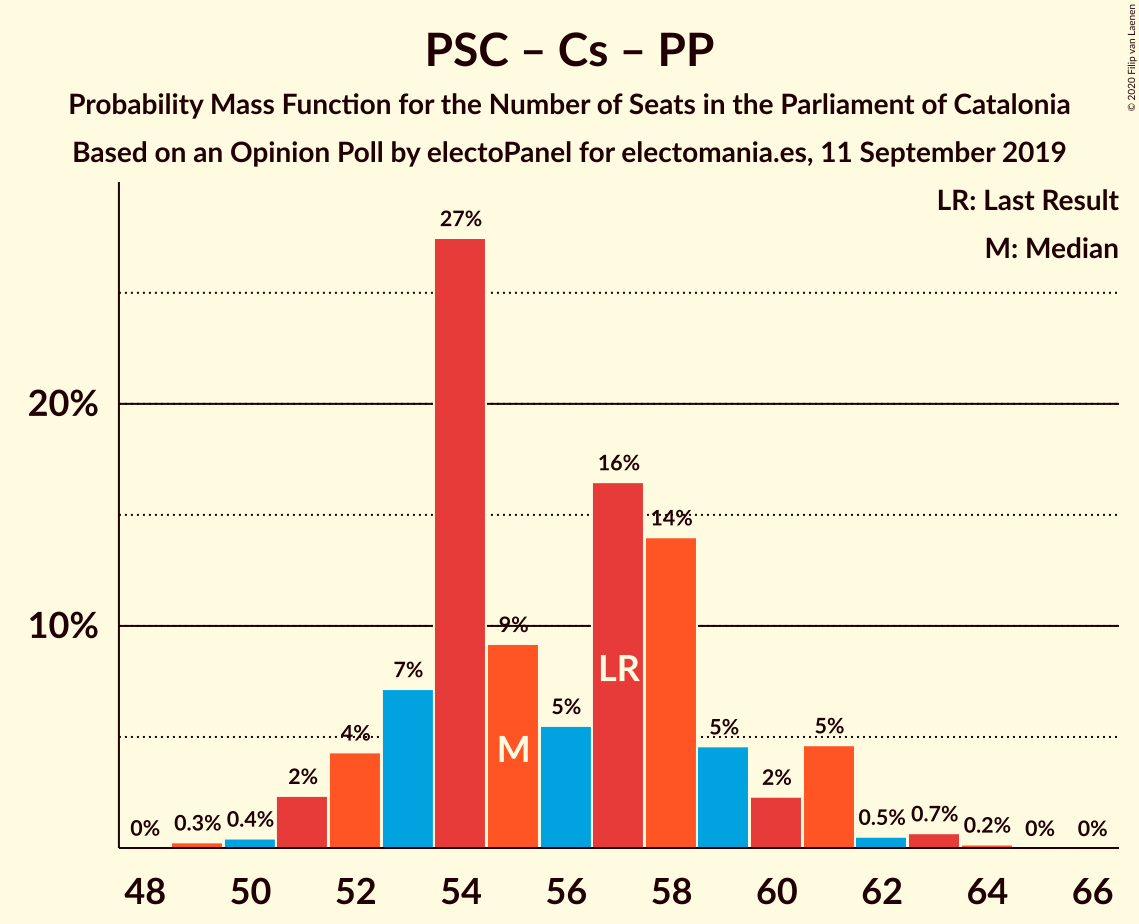 PSC – Cs – PP
Probability Mass Function for the Number of Seats in the Parliament of Catalonia
Based on an Opinion Poll by electoPanel for electomania.es, 11 September 2019
© 2020 Filip van Laenen
LR: Last Result
M: Median
27%
20%
16%
14%
10%
9%
7%
LR
5%
5%
5%
4%
M
2%
2%
0%
0.3%
0.4%
0.5%
0.7%
0.2%
0%
0%
48 50 52 54 56 58 60 62 64 66